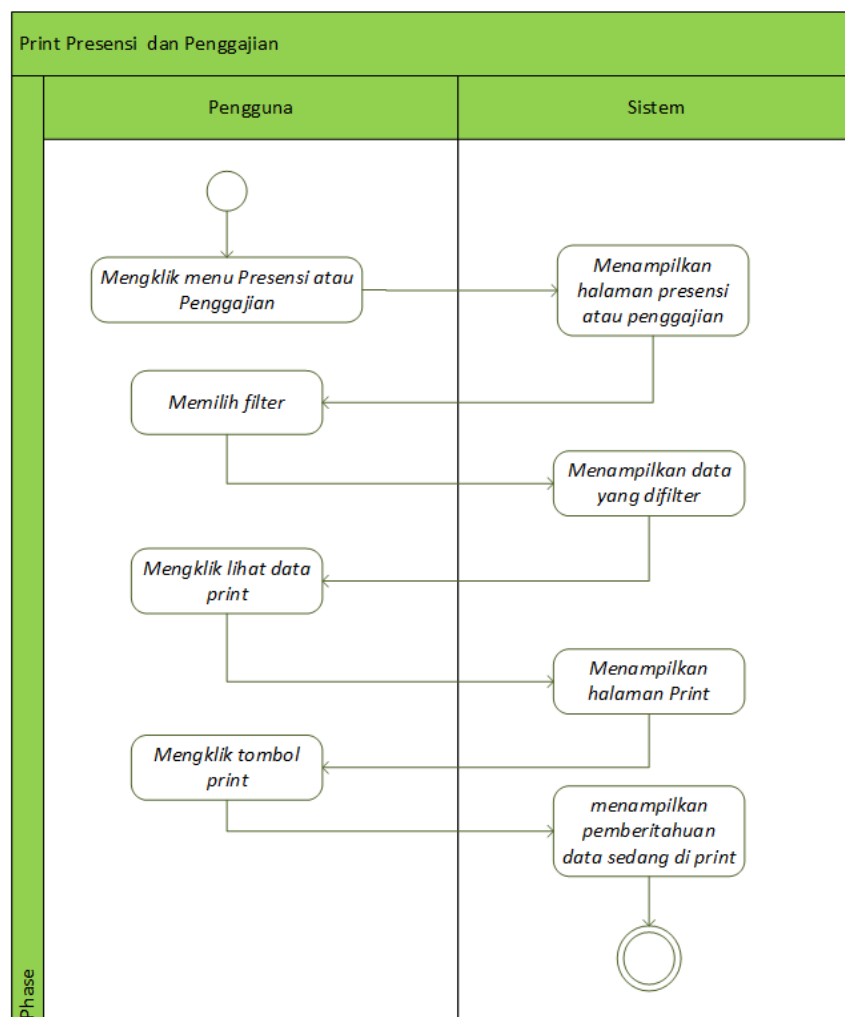 Print Presensi dan Penggajian
Pengguna
Sistem
Mengklik menu Presensi atau
Penggajian
Menampilkan
halaman presensi
atau penggajian
Memilih filter
Menampilkan data
yang difilter
Mengklik lihat data
print
Menampilkan
halaman Print
Mengklik tombol
print
menampilkan
pemberitahuan
data sedang di print
Phase